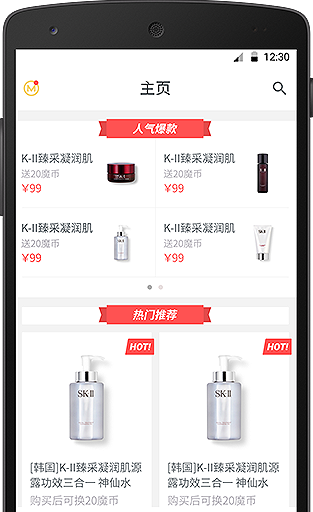 12:30
M
主页
人气爆款
K-II臻采凝润肌
送20魔币
¥99
K-II臻采凝润肌
送20魔币
¥99
K-II臻采凝润肌
送20魔币
¥99
SK-II
K-II臻采凝润肌
送20魔币
¥99
SK-II
热门推荐
HOT!
SK-II
[韩国]K-II臻采凝润肌源
露功效三合一 神仙水
购买后可换20魔币
HOT!
SK-II
[韩国]K-II臻采凝润肌源
露功效三合一 神仙水
购买后可换20魔币